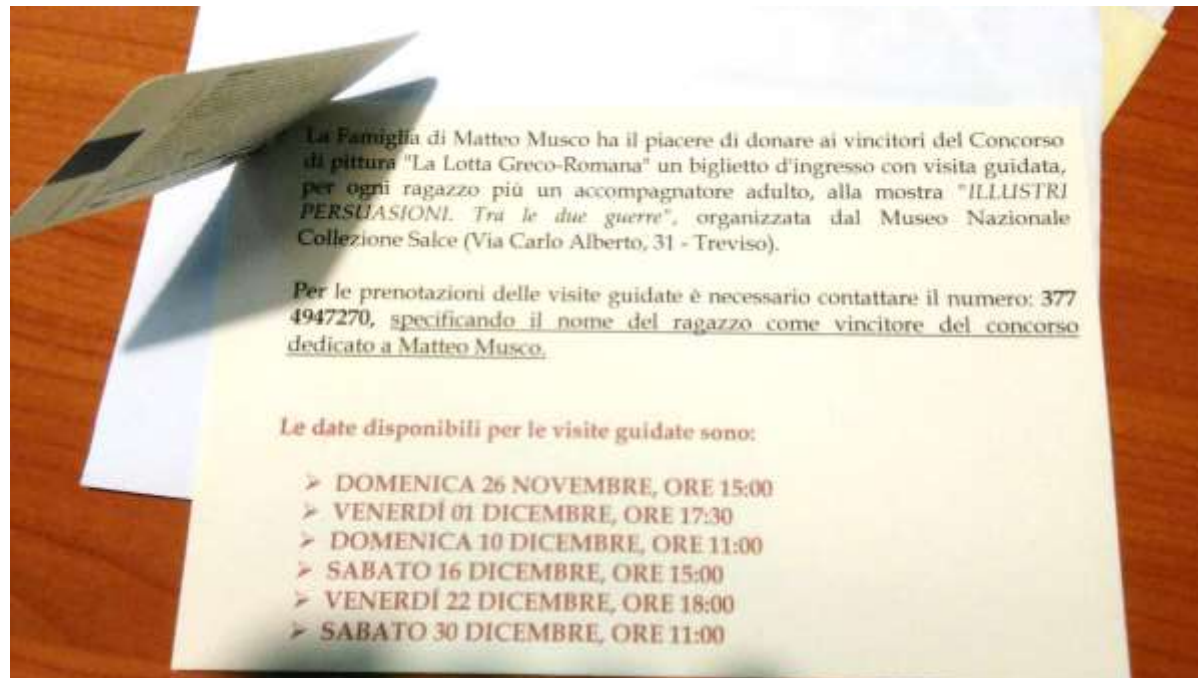 La Famiglia di Matteo Musco ha il piacere di donare ai vincitori del Concorso
di pittura "La Lotta Greco-Romana" un biglietto d'ingresso con visita guidata,
per ogni ragazzo più un accompagnatore adulto, alla mostra "ILLUSTRI
PERSUASIONI. Tra le due guerre", organizzata dal Museo Nazionale
Collezione Salce (Via Carlo Alberto, 31 - Treviso).
Per le prenotazioni delle visite guidate è necessario contattare il numero: 377
4947270, specificando il nome del ragazzo come vincitore del concorso
dedicato a Matteo Musco.
Le date disponibili per le visite guidate sono:
➢ DOMENICA 26 NOVEMBRE, ORE 15:00
➢ VENERDÍ 01 DICEMBRE, ORE 17:30
➢ DOMENICA 10 DICEMBRE, ORE 11:00
➢ SABATO 16 DICEMBRE, ORE 15:00
➢ VENERDÍ 22 DICEMBRE, ORE 18:00
➢ SABATO 30 DICEMBRE, ORE 11:00